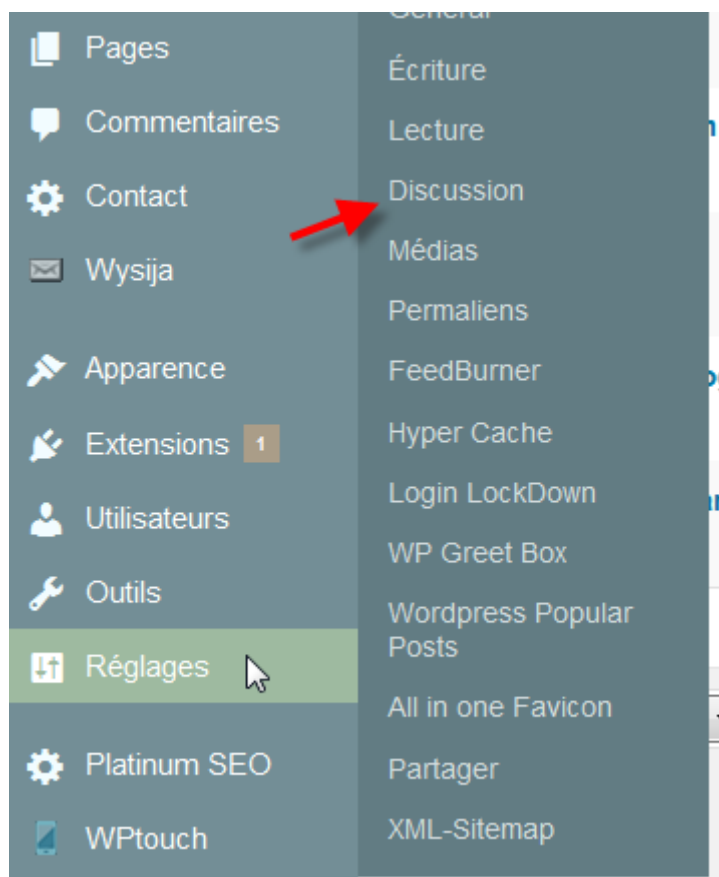 Pages
Commentaires
Contact
Wysija
Apparence
Extensions 1
Utilisateurs
Outils
Réglages
Platinum SEO
WPtouch
Général
Écriture
Lecture
Discussion
Médias
Permaliens
FeedBurner
Hyper Cache
Login LockDown
WP Greet Box
Wordpress Popular
Posts
All in one Favicon
Partager
XML-Sitemap